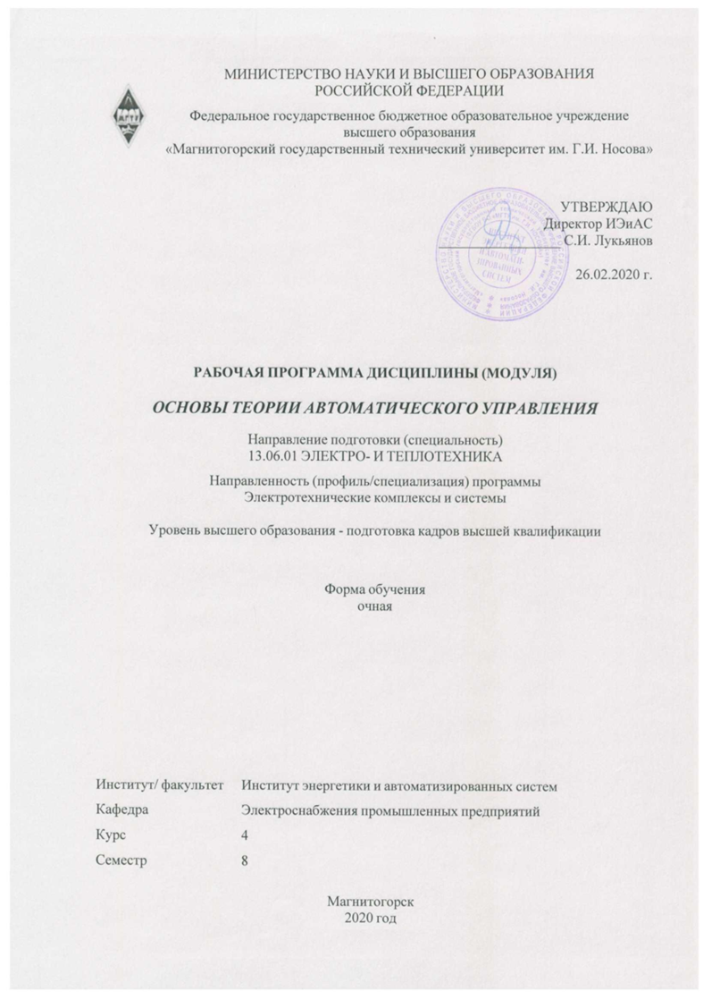 МИНИСТЕРСТВО НАУКИ И ВЫСШЕГО ОБРАЗОВАНИЯ
РОССИЙСКОЙ ФЕДЕРАЦИИ
Федеральное государственное бюджетное образовательное учреждение
высшего образования
«Магнитогорский государственный технический университет им. Г.И. Носова»
УТВЕРЖДАЮ
Директор ИЭиАС
С.И. Лукьянов
26.02.2020 г.
РАБОЧАЯ ПРОГРАММА ДИСЦИПЛИНЫ (МОДУЛЯ)
ОСНОВЫ ТЕОРИИ АВТОМАТИЧЕСКОГО УПРАВЛЕНИЯ
Направление подготовки (специальность)
13.06.01 ЭЛЕКТРО- И ТЕПЛОТЕХНИКА
Направленность (профиль/специализация) программы
Электротехнические комплексы и системы
Уровень высшего образования - подготовка кадров высшей квалификации
Форма обучения
очная
Институт/ факультет Институт энергетики и автоматизированных систем
Кафедра Электроснабжения промышленных предприятий
Курс 4
Семестр 8
Магнитогорск
2020 год